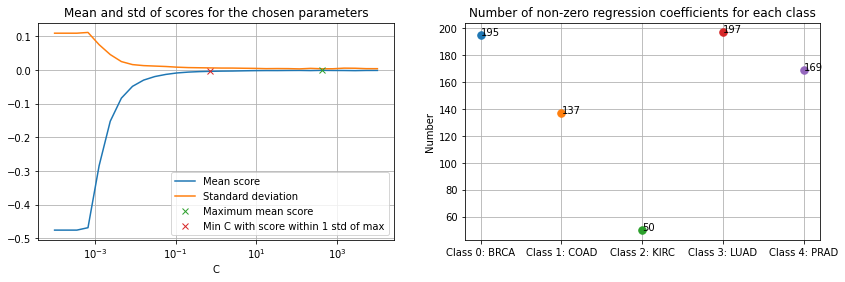 Mean and std of scores for the chosen parameters
0.1
0.0
−0.1
−0.2
−0.3
−0.4
−0.5
10⁻³
10⁻¹
10¹
10³
C
Mean score
Standard deviation
Maximum mean score
Min C with score within 1 std of max
Number of non-zero regression coefficients for each class
Number
200
180
160
140
120
100
80
60
195
137
50
197
169
Class 0: BRCA
Class 1: COAD
Class 2: KIRC
Class 3: LUAD
Class 4: PRAD